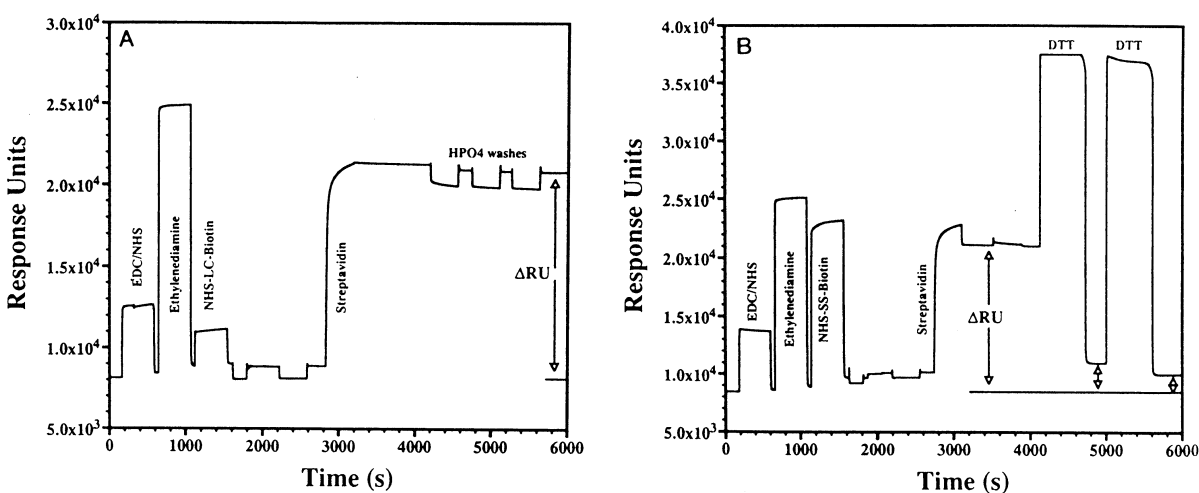 A
Response Units
3.0x10⁴
2.5x10⁴
2.0x10⁴
1.5x10⁴
1.0x10⁴
5.0x10³
EDC/NHS
Ethylenediamine
NHS-LC-Biotin
Streptavidin
HPO4 washes
ΔRU
0
1000
2000
3000
4000
5000
6000
Time (s)
B
Response Units
4.0x10⁴
3.5x10⁴
3.0x10⁴
2.5x10⁴
2.0x10⁴
1.5x10⁴
1.0x10⁴
5.0x10³
EDC/NHS
Ethylenediamine
NHS-SS-Biotin
Streptavidin
ΔRU
DTT
DTT
0
1000
2000
3000
4000
5000
6000
Time (s)